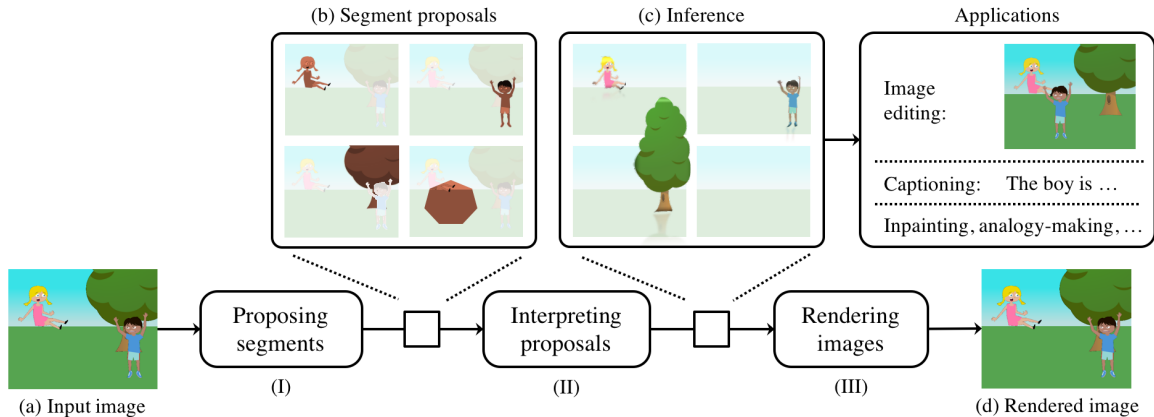 (b) Segment proposals
(c) Inference
Applications
Image
editing:
Captioning: The boy is …
Inpainting, analogy-making, …
Proposing
segments
Interpreting
proposals
Rendering
images
(I)
(II)
(III)
(a) Input image
(d) Rendered image